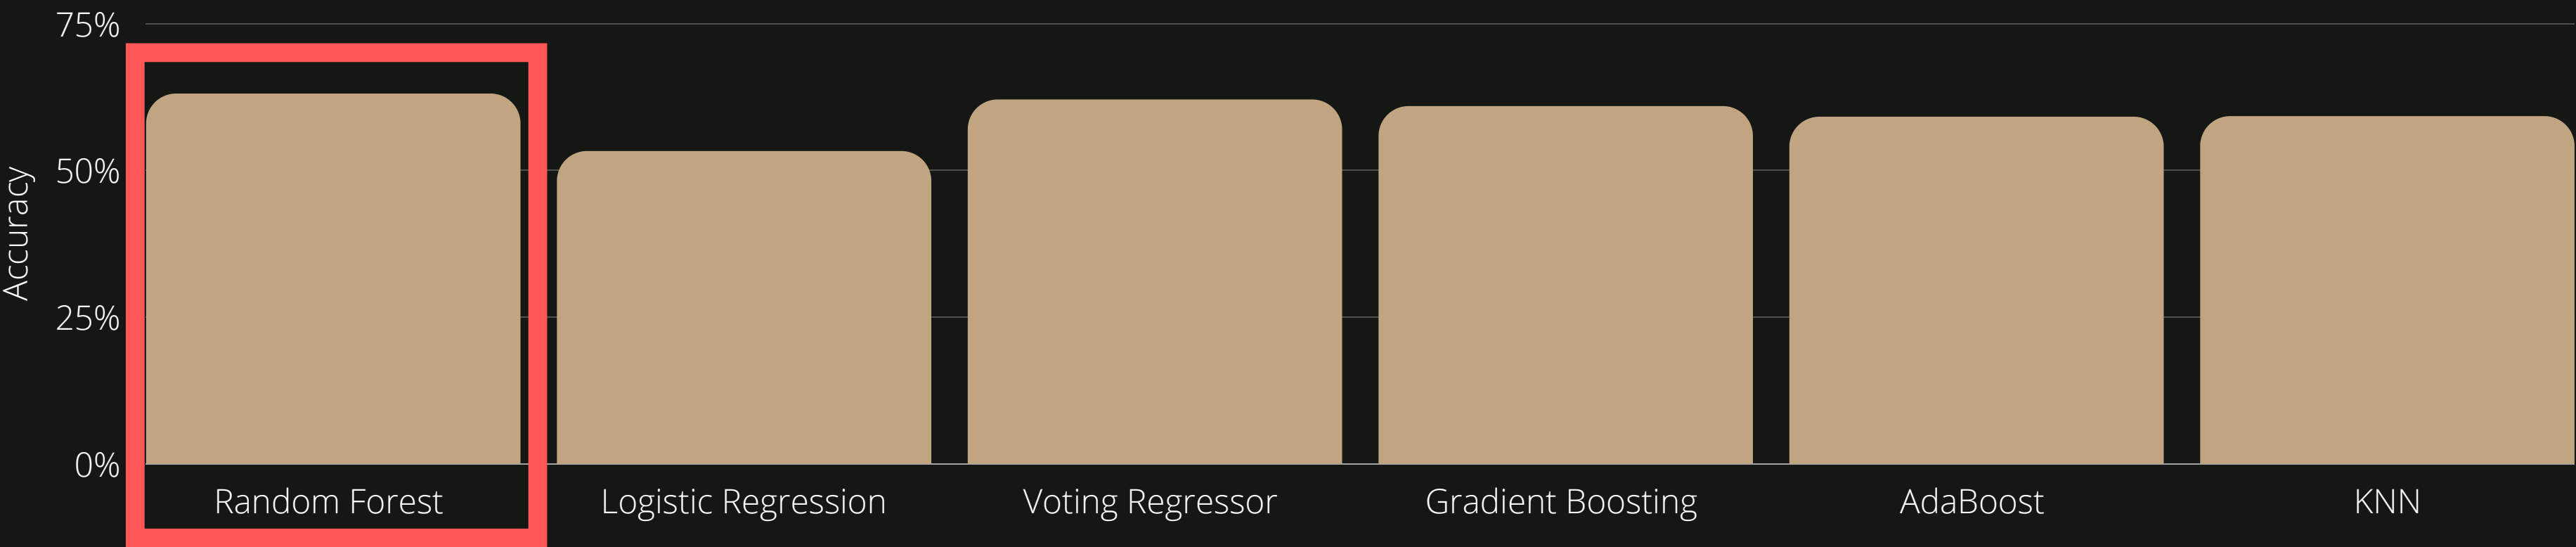 75%
50%
25%
0%
Accuracy
Random Forest
Logistic Regression
Voting Regressor
Gradient Boosting
AdaBoost
KNN